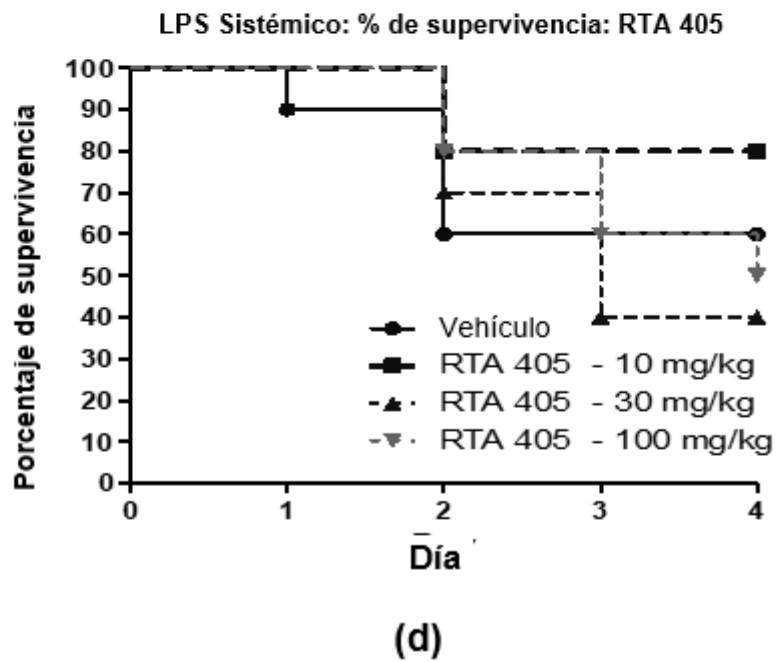 LPS Sistémico: % de supervivencia: RTA 405
Porcentaje de supervivencia
100
90
80
70
60
50
40
30
20
10
0
Vehículo
RTA 405 - 10 mg/kg
RTA 405 - 30 mg/kg
RTA 405 - 100 mg/kg
0 1 2 3 4
Día
(d)